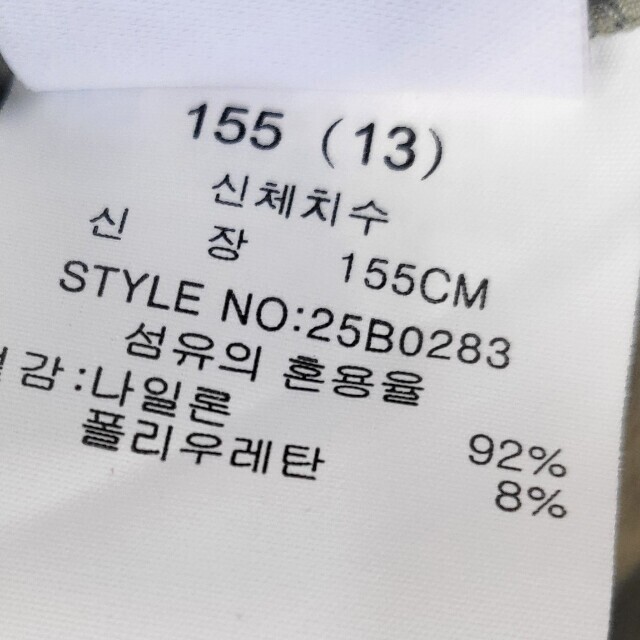 155 (13)
신체치수
신 장 155CM
STYLE NO:25B0283
섬유의 혼용율
감:나일론 92%
폴리우레탄 8%